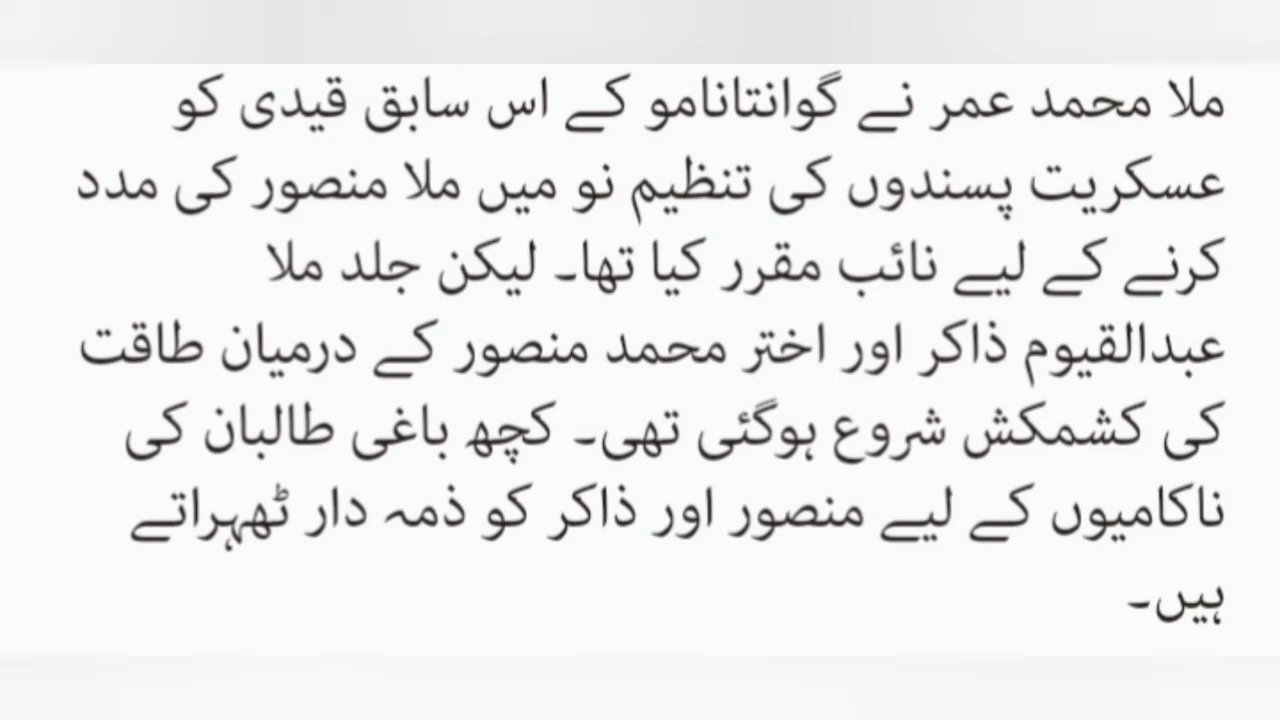 ملا محمد عمر نے گوانتانامو کے اس سابق قیدی کو
عسکریت پسندوں کی تنظیم نو میں ملا منصور کی مدد
کرنے کے لیے نائب مقرر کیا تھا۔ لیکن جلد ملا
عبدالقیوم ذاکر اور اختر محمد منصور کے درمیان طاقت
کی کشمکش شروع ہوگئی تھی۔ کچھ باغی طالبان کی
ناکامیوں کے لیے منصور اور ذاکر کو ذمہ دار ٹھہراتے
ہیں۔